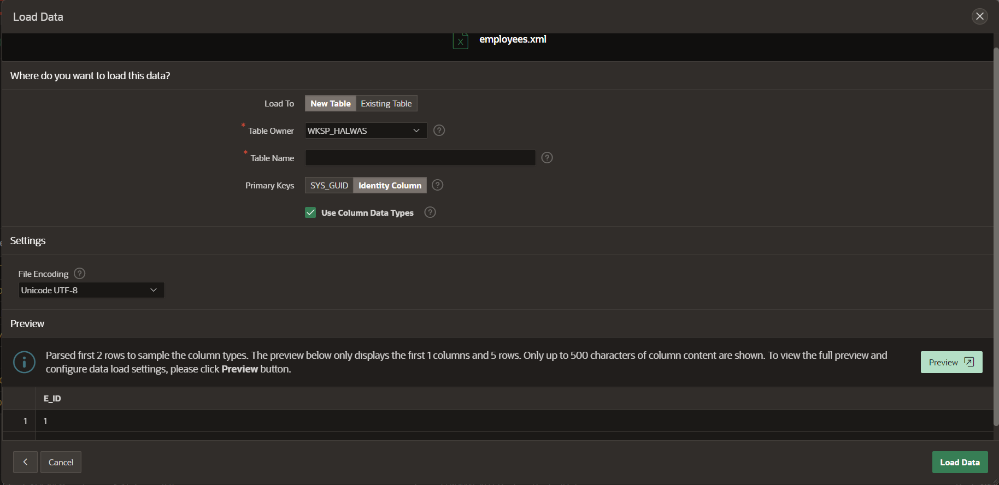 Load Data
employees.xml
Where do you want to load this data?
Load To New Table Existing Table
* Table Owner WKSP_HALWAS ?
* Table Name ?
Primary Keys SYS_GUID Identity Column ?
Use Column Data Types ?
Settings
File Encoding ?
Unicode UTF-8
Preview
Parsed first 2 rows to sample the column types. The preview below only displays the first 1 columns and 5 rows. Only up to 500 characters of column content are shown. To view the full preview and
configure data load settings, please click Preview button.
Preview
E_ID
1 1
Cancel
Load Data